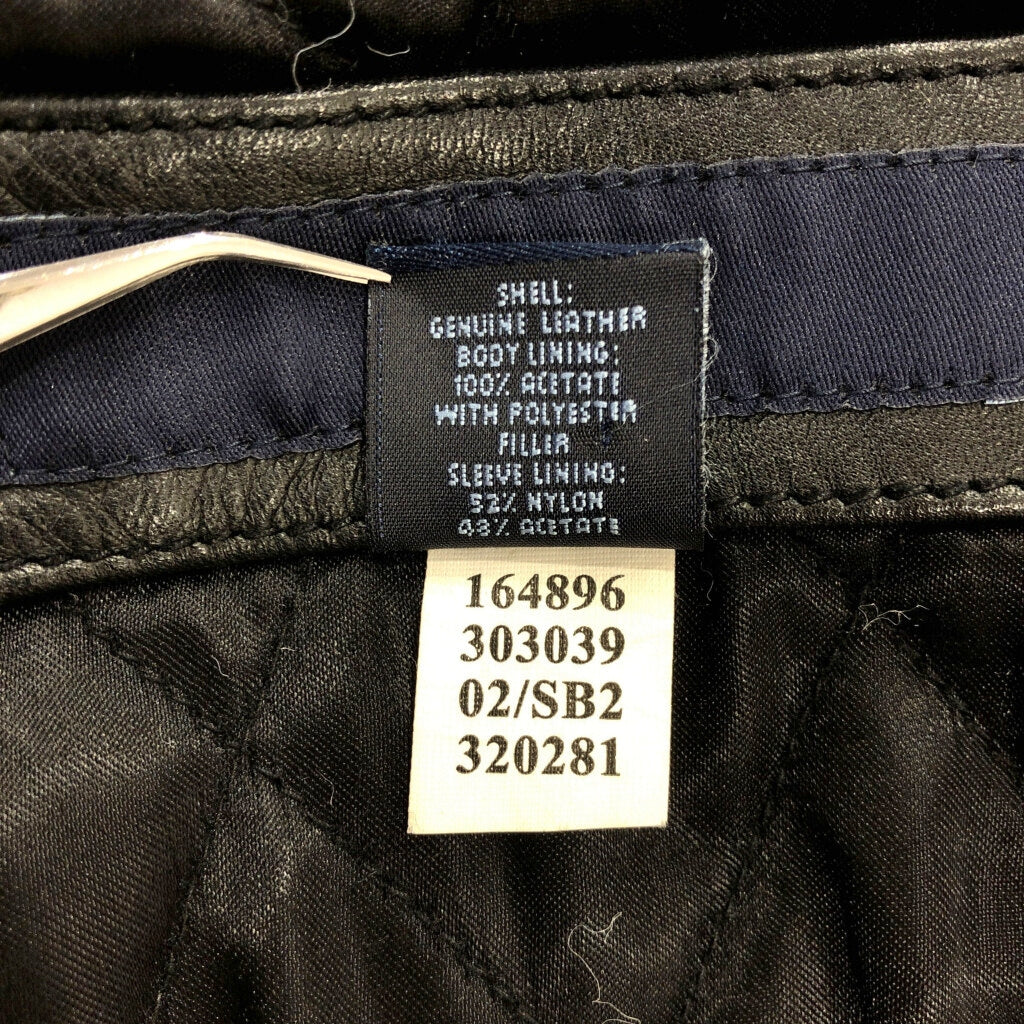 SHELL:
GENUINE LEATHER
BODY LINING:
100% ACETATE
WITH POLYESTER
FILLER
SLEEVE LINING:
52% NYLON
48% ACETATE
164896
303039
02/SB2
320281